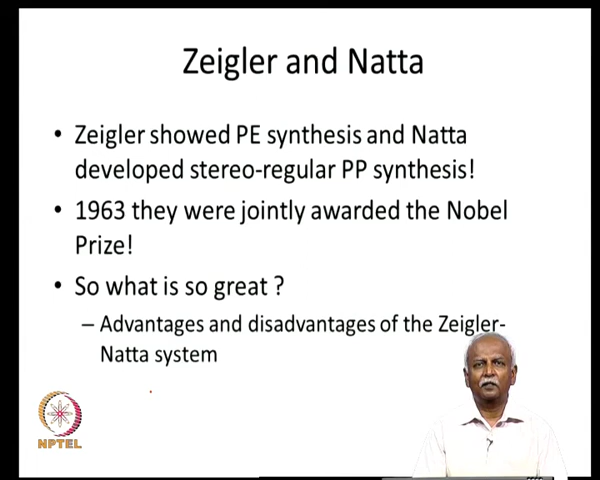 Zeigler and Natta
• Zeigler showed PE synthesis and Natta
developed stereo-regular PP synthesis!
• 1963 they were jointly awarded the Nobel
Prize!
• So what is so great ?
– Advantages and disadvantages of the Zeigler-
Natta system
NPTEL